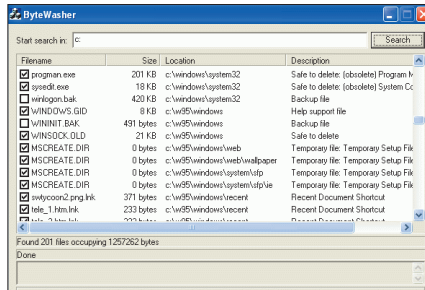 ByteWasher
Start search in: c: Search
Filename Size Location Description
progman.exe 201 KB c:\windows\system32 Safe to delete: (obsolete) Program M
sysedit.exe 18 KB c:\windows\system32 Safe to delete: (obsolete) System Co
winlogon.bak 420 KB c:\windows\system32 Backup file
WINDOWS.GID 8 KB c:\w95\windows Help support file
WININIT.BAK 491 bytes c:\w95\windows Backup file
WINSOCK.OLD 21 KB c:\w95\windows Safe to delete
MSCREATE.DIR 0 bytes c:\w95\windows\web Temporary file: Temporary Setup File
MSCREATE.DIR 0 bytes c:\w95\windows\web\wallpaper Temporary file: Temporary Setup File
MSCREATE.DIR 0 bytes c:\w95\windows\system\sfp Temporary file: Temporary Setup File
MSCREATE.DIR 0 bytes c:\w95\windows\system\sfp\ie Temporary file: Temporary Setup File
swtycoon2.png.lnk 371 bytes c:\w95\windows\recent Recent Document Shortcut
tele_1.htm.lnk 233 bytes c:\w95\windows\recent Recent Document Shortcut
Found 201 files occupying 1257262 bytes
Done